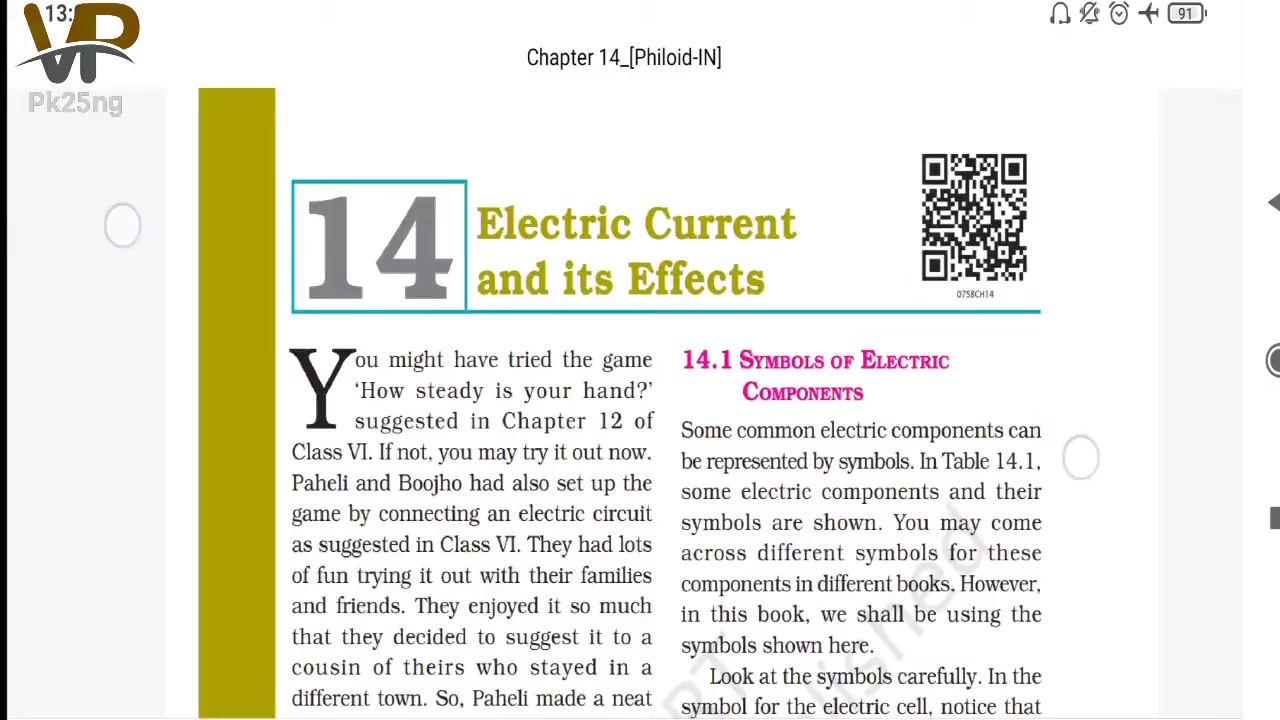 13:
VP
Pk25ng
91
Chapter 14_[Philoid-IN]
14
Electric Current
and its Effects
0758CH14
You might have tried the game
‘How steady is your hand?’
suggested in Chapter 12 of
Class VI. If not, you may try it out now.
Paheli and Boojho had also set up the
game by connecting an electric circuit
as suggested in Class VI. They had lots
of fun trying it out with their families
and friends. They enjoyed it so much
that they decided to suggest it to a
cousin of theirs who stayed in a
different town. So, Paheli made a neat
14.1 SYMBOLS OF ELECTRIC
COMPONENTS
Some common electric components can
be represented by symbols. In Table 14.1,
some electric components and their
symbols are shown. You may come
across different symbols for these
components in different books. However,
in this book, we shall be using the
symbols shown here.
Look at the symbols carefully. In the
symbol for the electric cell, notice that